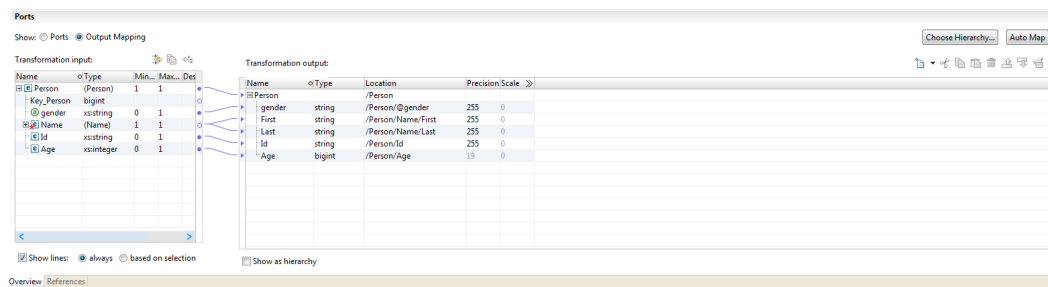 Ports
Show: Ports Output Mapping
Choose Hierarchy... Auto Map
Transformation input:
Name Type Min... Max... Des
Person (Person) 1 1
Key_Person bigint
gender xs:string 0 1
Name (Name) 1 1
Id xs:string 0 1
Age xs:integer 0 1
Show lines: always based on selection
Transformation output:
Name Type Location Precision Scale
Person /Person
gender string /Person/@gender 255 0
First string /Person/Name/First 255 0
Last string /Person/Name/Last 255 0
Id string /Person/Id 255 0
Age bigint /Person/Age 19 0
Show as hierarchy
Overview References